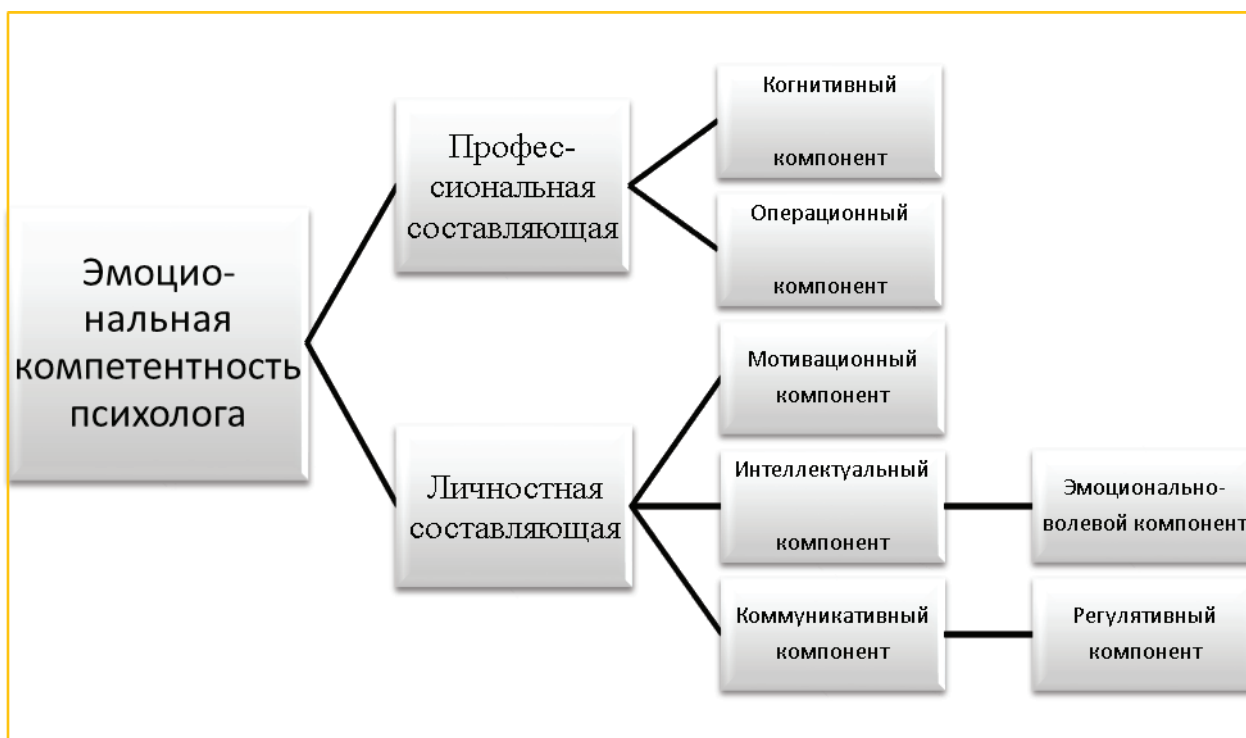 Эмоцио-
нальная
компетентность
психолога
Профес-
сиональная
составляющая
Когнитивный
компонент
Операционный
компонент
Личностная
составляющая
Мотивационный
компонент
Интеллектуальный
компонент
Эмоционально-
волевой компонент
Коммуникативный
компонент
Регулятивный
компонент